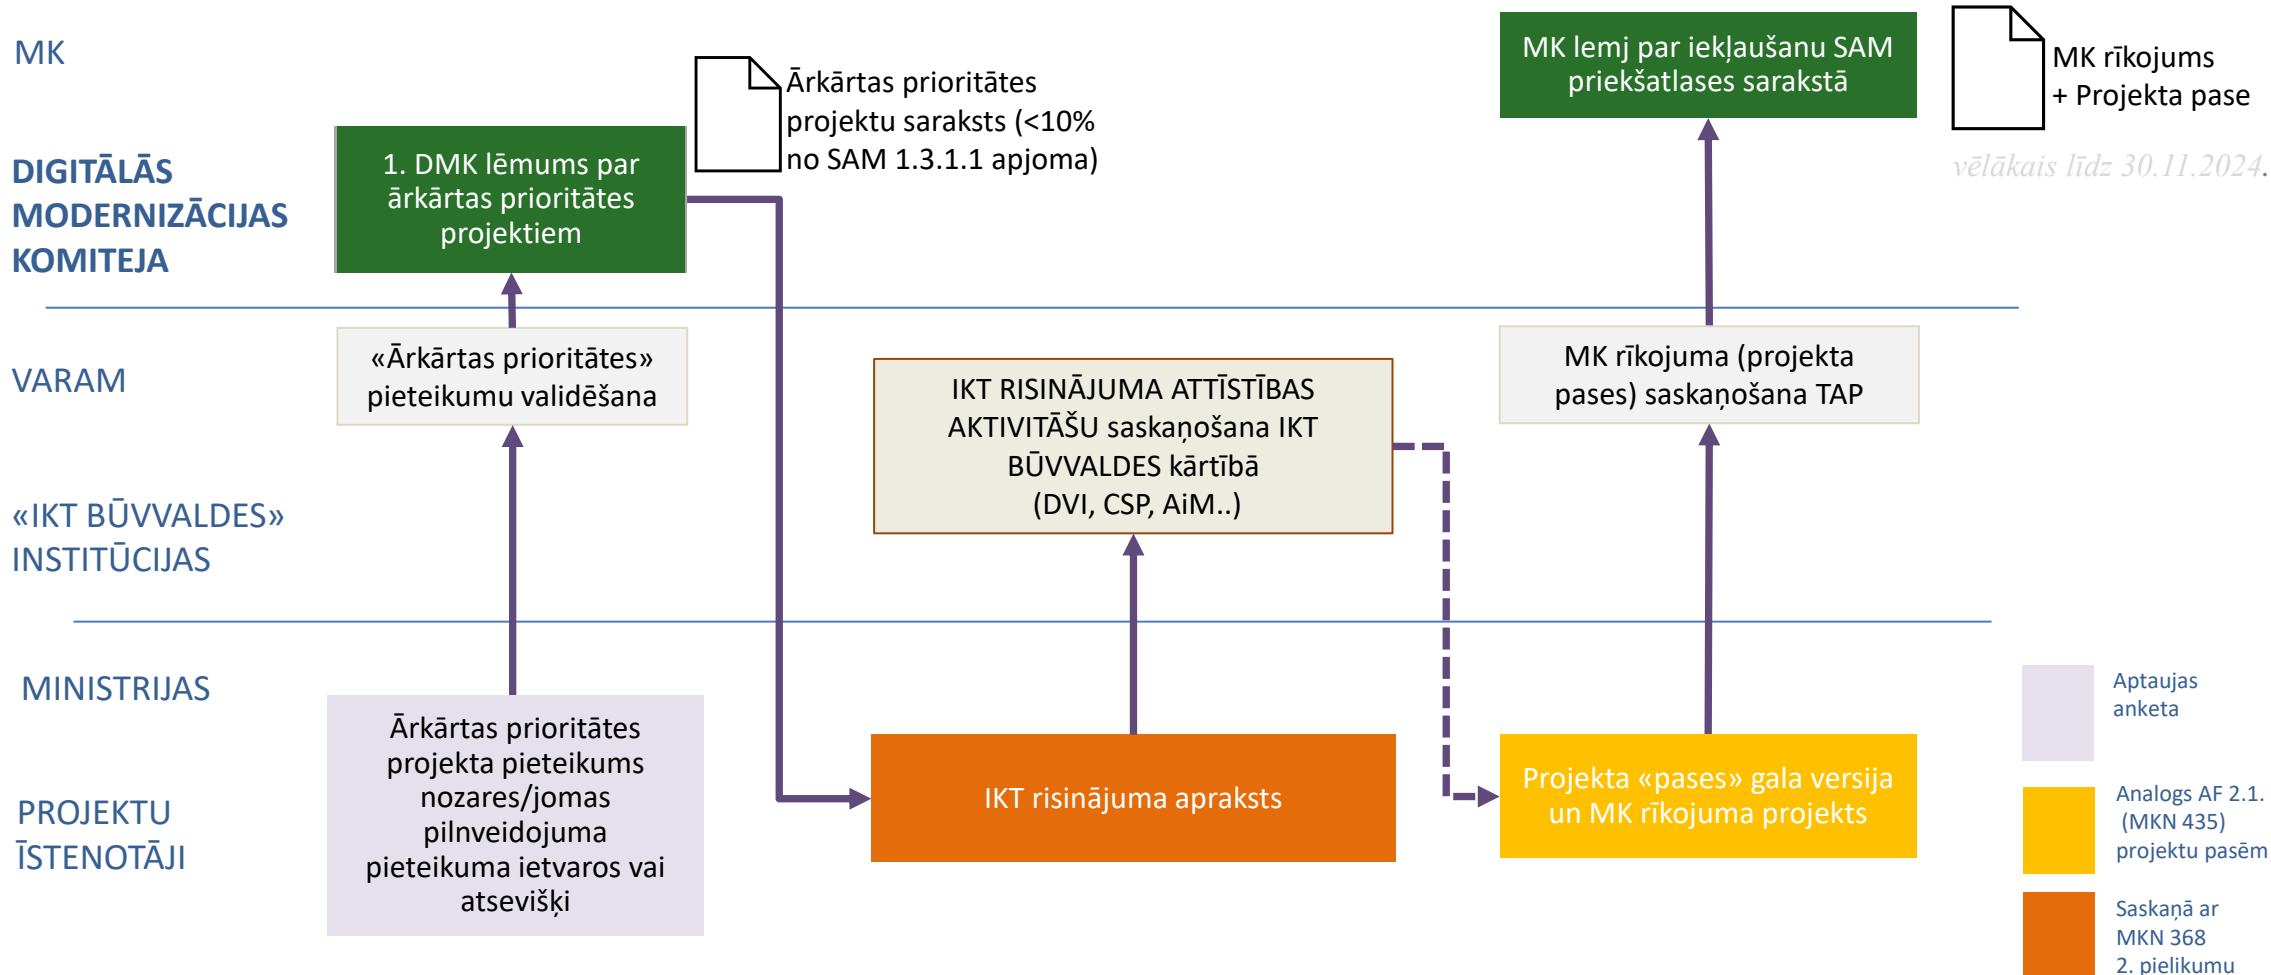 MK
DIGITĀLĀS
MODERNIZĀCIJAS
KOMITEJA
VARAM
«IKT BŪVVALDES»
INSTITŪCIJAS
MINISTRIJAS
PROJEKTU
ĪSTENOTĀJI
1. DMK lēmums par
ārkārtas prioritātes
projektiem
Ārkārtas prioritātes
projektu saraksts (<10%
no SAM 1.3.1.1 apjoma)
«Ārkārtas prioritātes»
pieteikumu validēšana
Ārkārtas prioritātes
projekta pieteikums
nozares/jomas
pilnveidojuma
pieteikuma ietvaros vai
atsevišķi
IKT RISINĀJUMA ATTĪSTĪBAS
AKTIVITĀŠU saskaņošana IKT
BŪVVALDES kārtībā
(DVI, CSP, AiM..)
IKT risinājuma apraksts
MK lemj par iekļaušanu SAM
priekšatlases sarakstā
MK rīkojums
+ Projekta pase
vēlākais līdz 30.11.2024.
MK rīkojuma (projekta
pases) saskaņošana TAP
Projekta «pases» gala versija
un MK rīkojuma projekts
Aptaujas
anketa
Analogs AF 2.1.
(MKN 435)
projektu pasēm
Saskaņā ar
MKN 368
2. pielikumu